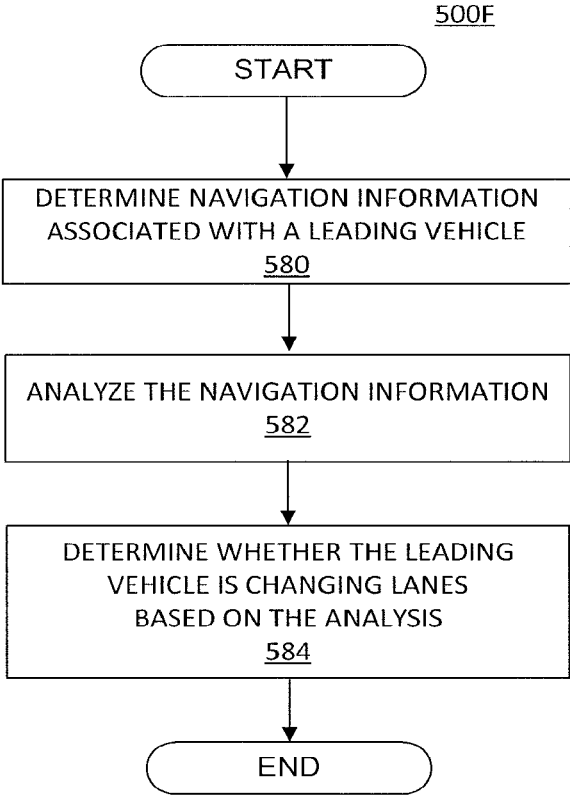 500F
START
DETERMINE NAVIGATION INFORMATION
ASSOCIATED WITH A LEADING VEHICLE
580
ANALYZE THE NAVIGATION INFORMATION
582
DETERMINE WHETHER THE LEADING
VEHICLE IS CHANGING LANES
BASED ON THE ANALYSIS
584
END